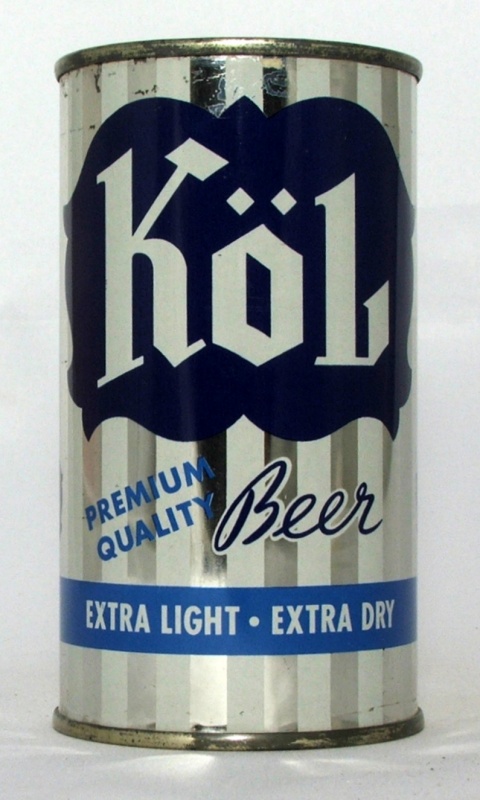 KöL
PREMIUM
QUALITY
Beer
EXTRA LIGHT • EXTRA DRY